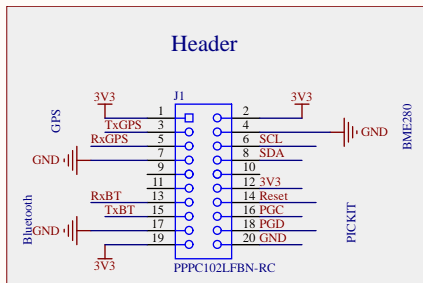 Header
J1
3V3
3V3
1
2
TxGPS
3
4
GND
RxGPS
5
6
SCL
GND
7
8
SDA
9
10
11
12
3V3
RxBT
13
14
Reset
TxBT
15
16
PGC
GND
17
18
PGD
19
20
GND
3V3
PPPC102LFBN-RC
GPS
Bluetooth
BME280
PICKIT